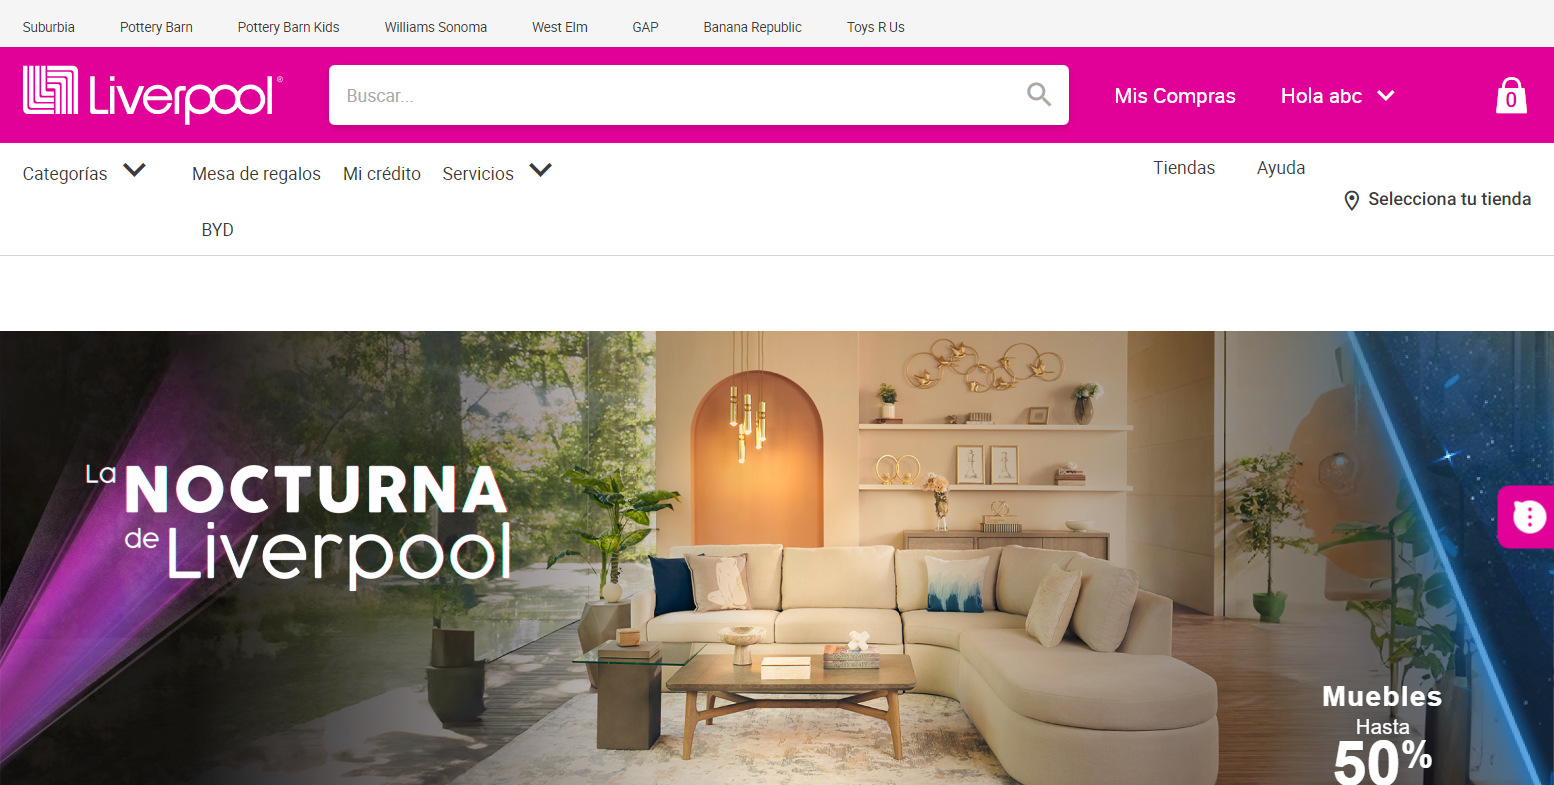 Suburbia Pottery Barn Pottery Barn Kids Williams Sonoma West Elm GAP Banana Republic Toys R Us
Liverpool®
Buscar...
Mis Compras
Hola abc
0
Categorías Mesa de regalos Mi crédito Servicios
BYD
Tiendas Ayuda
Selecciona tu tienda
La NOCTURNA
de Liverpool
Muebles
Hasta
50%